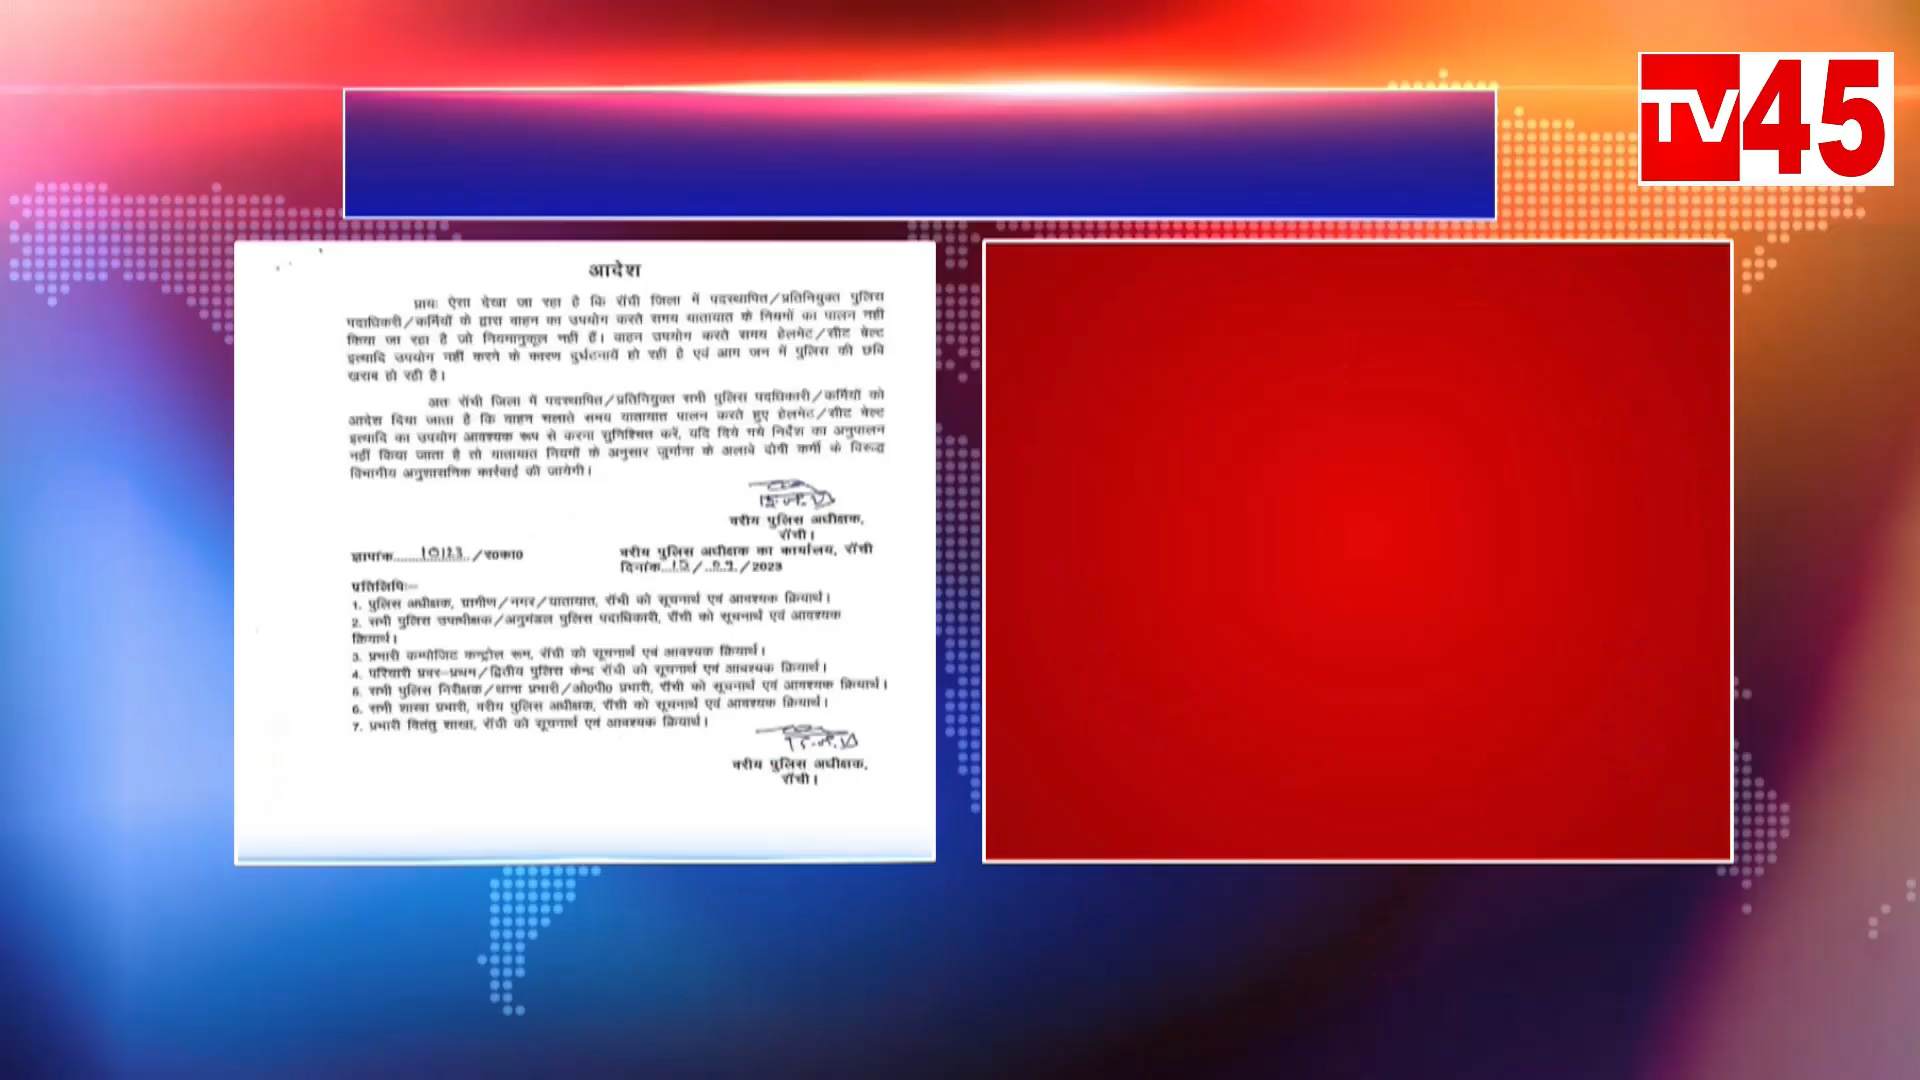 TV45
आदेश
प्रायः ऐसा देखा जा रहा है कि राँची जिला में पदस्थापित/प्रतिनियुक्त पुलिस
पदाधिकरी/कर्मियों के द्वारा वाहन का उपयोग करते समय यातायात के नियमों का पालन नहीं
किया जा रहा है जो नियमानुकूल नहीं हैं। वाहन उपयोग करते समय हेलमेट/सीट बेल्ट
इत्यादि उपयोग नहीं करने के कारण दुर्घटनायें हो रही है एवं आम जन में पुलिस की छवि
खराब हो रही है।
अतः राँची जिला में पदस्थापित/प्रतिनियुक्त सभी पुलिस पदधिकारी/कर्मियों को
आदेश दिया जाता है कि वाहन चलाते समय यातायात पालन करते हुए हेलमेट/सीट बेल्ट
इत्यादि का उपयोग आवश्यक रूप से करना सुनिश्चित करें, यदि दिये गये निर्देश का अनुपालन
नहीं किया जाता है तो यातायात नियमों के अनुसार जुर्माना के अलावे दोषी कर्मी के विरूद्ध
विभागीय अनुशासनिक कार्रवाई की जायेगी।
वरीय पुलिस अधीक्षक,
राँची।
ज्ञापांक....10123../र०का०
वरीय पुलिस अधीक्षक का कार्यालय, राँची
दिनांक.../..../2023
प्रतिलिपिः—
1. पुलिस अधीक्षक, ग्रामीण/नगर/यातायात, राँची को सूचनार्थ एवं आवश्यक क्रियार्थ।
2. सभी पुलिस उपाधीक्षक/अनुमंडल पुलिस पदाधिकारी, राँची को सूचनार्थ एवं आवश्यक
क्रियार्थ।
3. प्रभारी कम्पोजिट कन्ट्रोल रूम, राँची को सूचनार्थ एवं आवश्यक क्रियार्थ।
4. परिचारी प्रवर–प्रथम/द्वितीय पुलिस केन्द्र राँची को सूचनार्थ एवं आवश्यक क्रियार्थ।
5. सभी पुलिस निरीक्षक/थाना प्रभारी/ओ०पी० प्रभारी, राँची को सूचनार्थ एवं आवश्यक क्रियार्थ।
6. सभी शाखा प्रभारी, वरीय पुलिस अधीक्षक, राँची को सूचनार्थ एवं आवश्यक क्रियार्थ।
7. प्रभारी वितंतु शाखा, राँची को सूचनार्थ एवं आवश्यक क्रियार्थ।
वरीय पुलिस अधीक्षक,
राँची।